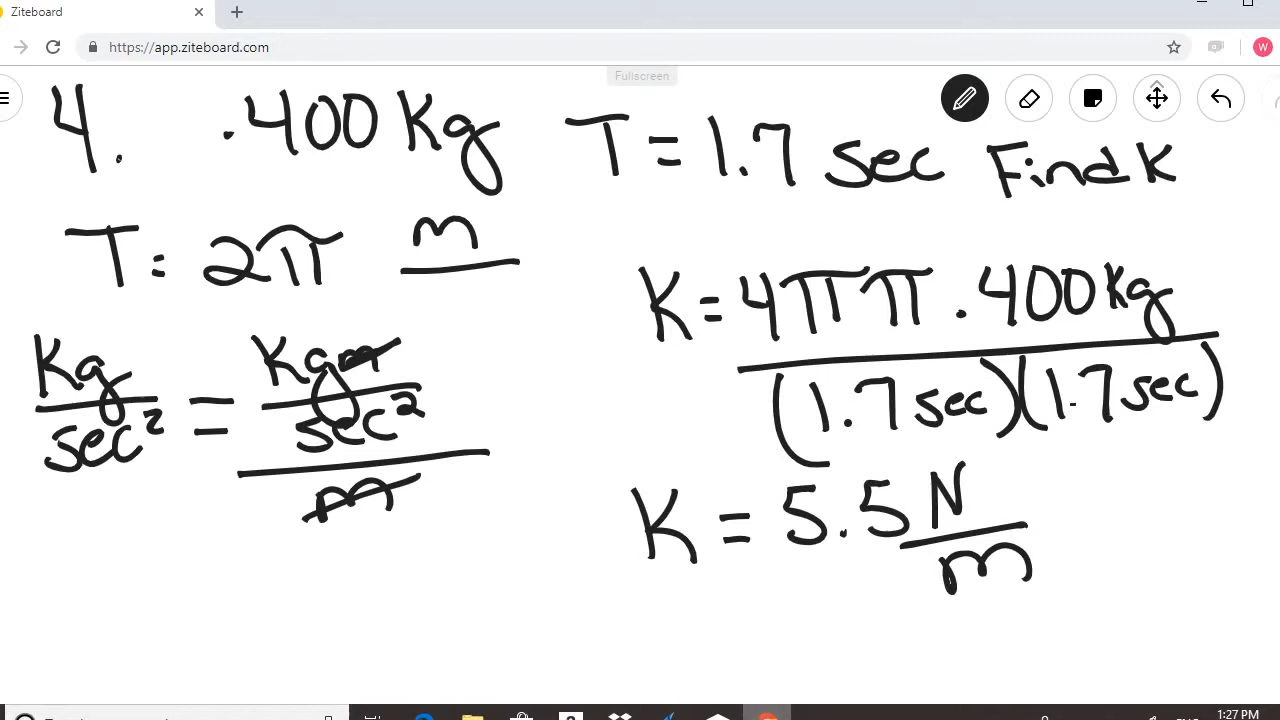 Ziteboard
https://app.ziteboard.com
W
Fullscreen
4. .400 Kg T = 1.7 sec Find K
T = 2π m
K = 4ππ .400 Kg
(1.7 sec)(1.7 sec)
Kg = Kgm
sec² sec²
m
K = 5.5 N
m
1:27 PM